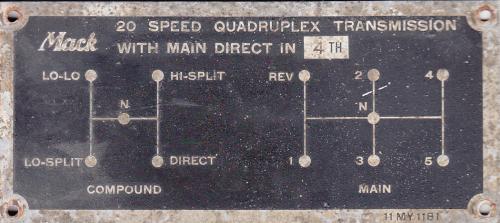 Mack 20 SPEED QUADRUPLEX TRANSMISSION
WITH MAIN DIRECT IN 4TH
LO-LO HI-SPLIT REV 2 4
N N
LO-SPLIT DIRECT 1 3 5
COMPOUND MAIN
11 MY 1181